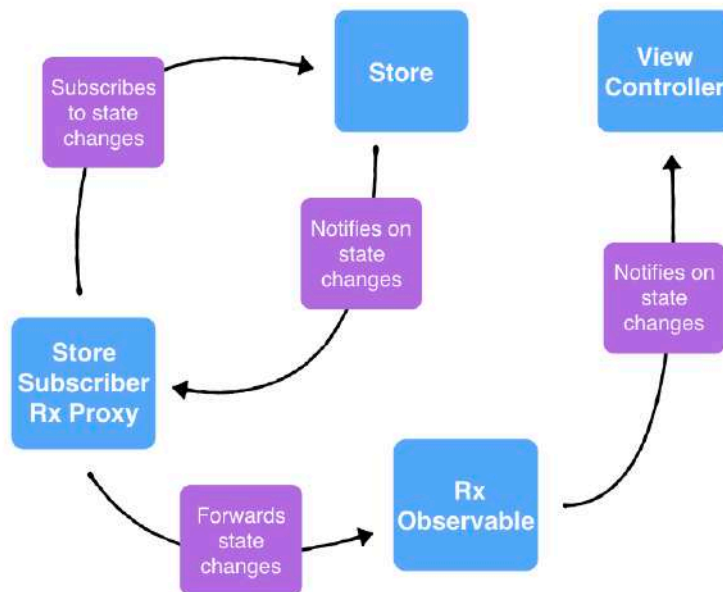 Store
View
Controller
Subscribes
to state
changes
Notifies on
state
changes
Notifies on
state
changes
Store
Subscriber
Rx Proxy
Rx
Observable
Forwards
state
changes